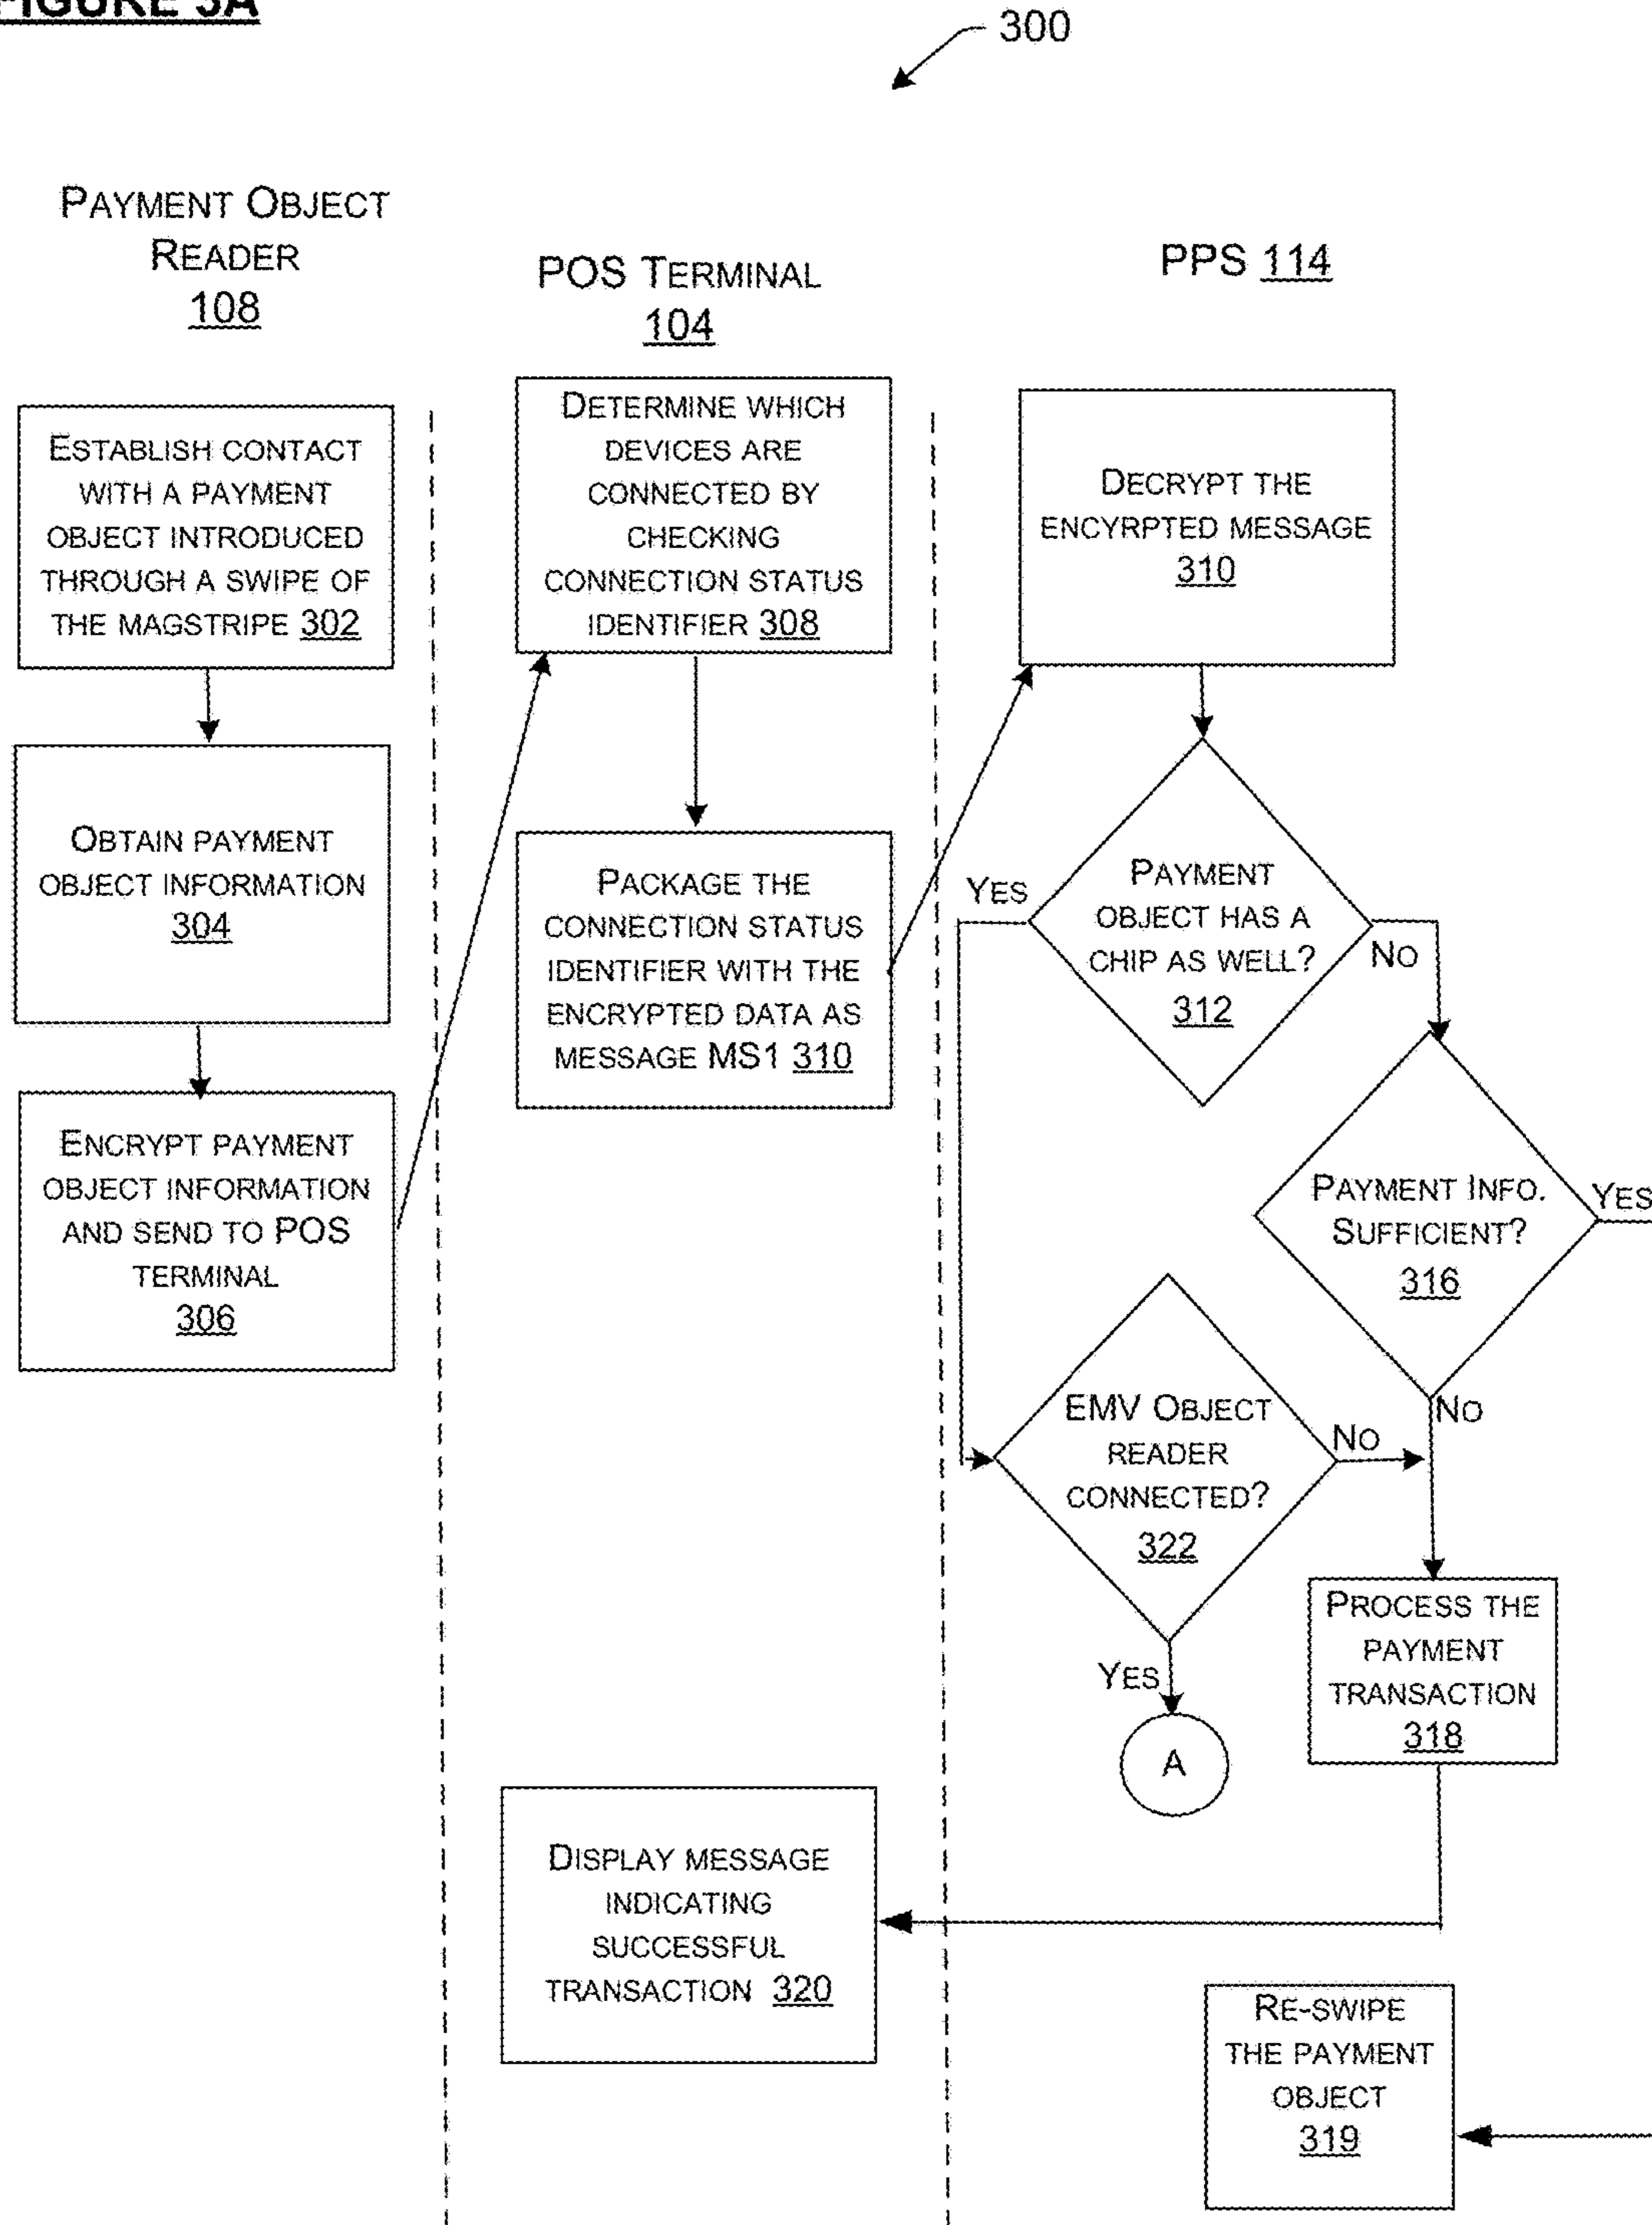 FIGURE 3A
300
PAYMENT OBJECT
READER
108
POS TERMINAL
104
PPS 114
ESTABLISH CONTACT
WITH A PAYMENT
OBJECT INTRODUCED
THROUGH A SWIPE OF
THE MAGSTRIPE 302
OBTAIN PAYMENT
OBJECT INFORMATION
304
ENCRYPT PAYMENT
OBJECT INFORMATION
AND SEND TO POS
TERMINAL
306
DETERMINE WHICH
DEVICES ARE
CONNECTED BY
CHECKING
CONNECTION STATUS
IDENTIFIER 308
PACKAGE THE
CONNECTION STATUS
IDENTIFIER WITH THE
ENCRYPTED DATA AS
MESSAGE MS1 310
DECRYPT THE
ENCYRPTED MESSAGE
310
PAYMENT
OBJECT HAS A
CHIP AS WELL?
312
YES
NO
PAYMENT INFO.
SUFFICIENT?
316
YES
NO
EMV OBJECT
READER
CONNECTED?
322
NO
YES
A
PROCESS THE
PAYMENT
TRANSACTION
318
DISPLAY MESSAGE
INDICATING
SUCCESSFUL
TRANSACTION 320
RE-SWIPE
THE PAYMENT
OBJECT
319